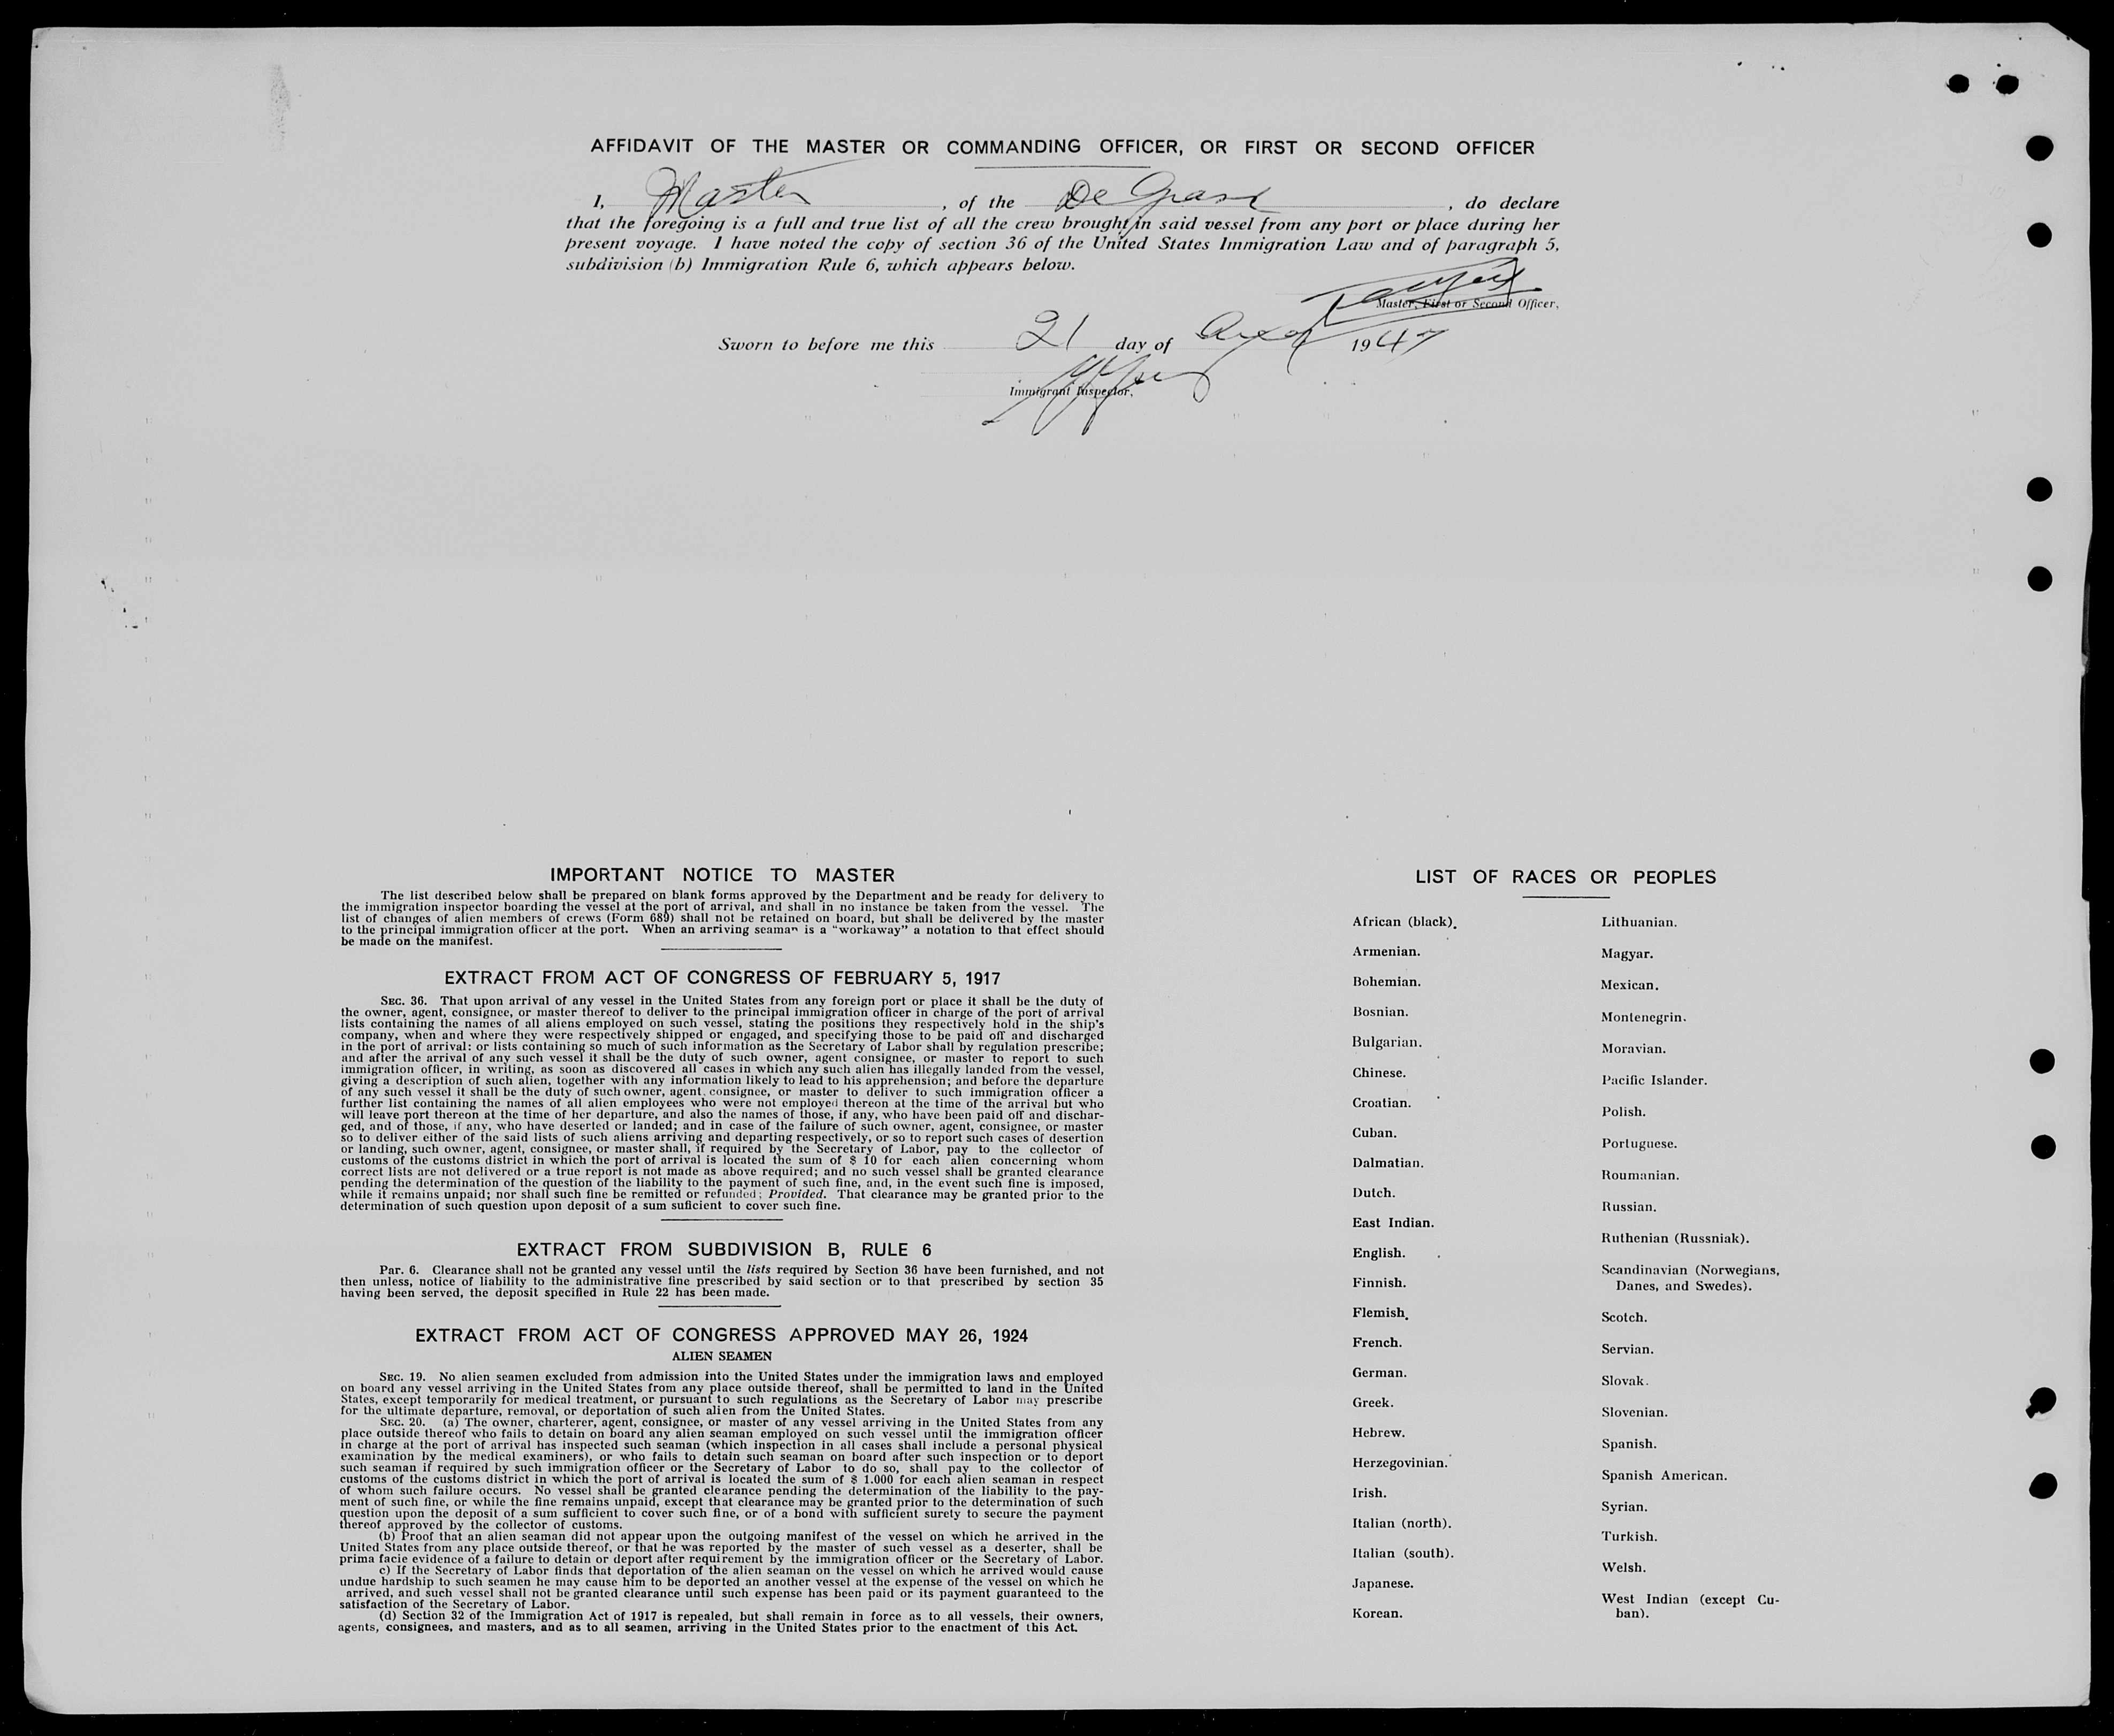 AFFIDAVIT OF THE MASTER OR COMMANDING OFFICER, OR FIRST OR SECOND OFFICER
I, Master , of the De Grasse , do declare
that the foregoing is a full and true list of all the crew brought in said vessel from any port or place during her
present voyage. I have noted the copy of section 36 of the United States Immigration Law and of paragraph 5,
subdivision (b) Immigration Rule 6, which appears below.
Master, First or Second Officer,
Sworn to before me this 21 day of 1947
Immigrant Inspector,
IMPORTANT NOTICE TO MASTER
The list described below shall be prepared on blank forms approved by the Department and be ready for delivery to
the immigration inspector boarding the vessel at the port of arrival, and shall in no instance be taken from the vessel. The
list of changes of alien members of crews (Form 689) shall not be retained on board, but shall be delivered by the master
to the principal immigration officer at the port. When an arriving seaman is a "workaway" a notation to that effect should
be made on the manifest.
EXTRACT FROM ACT OF CONGRESS OF FEBRUARY 5, 1917
SEC. 36. That upon arrival of any vessel in the United States from any foreign port or place it shall be the duty of
the owner, agent, consignee, or master thereof to deliver to the principal immigration officer in charge of the port of arrival
lists containing the names of all aliens employed on such vessel, stating the positions they respectively hold in the ship's
company, when and where they were respectively shipped or engaged, and specifying those to be paid off and discharged
in the port of arrival: or lists containing so much of such information as the Secretary of Labor shall by regulation prescribe;
and after the arrival of any such vessel it shall be the duty of such owner, agent consignee, or master to report to such
immigration officer, in writing, as soon as discovered all cases in which any such alien has illegally landed from the vessel,
giving a description of such alien, together with any information likely to lead to his apprehension; and before the departure
of any such vessel it shall be the duty of such owner, agent, consignee, or master to deliver to such immigration officer a
further list containing the names of all alien employees who were not employed thereon at the time of the arrival but who
will leave port thereon at the time of her departure, and also the names of those, if any, who have been paid off and dischar-
ged, and of those, if any, who have deserted or landed; and in case of the failure of such owner, agent, consignee, or master
so to deliver either of the said lists of such aliens arriving and departing respectively, or so to report such cases of desertion
or landing, such owner, agent, consignee, or master shall, if required by the Secretary of Labor, pay to the collector of
customs of the customs district in which the port of arrival is located the sum of $ 10 for each alien concerning whom
correct lists are not delivered or a true report is not made as above required; and no such vessel shall be granted clearance
pending the determination of the question of the liability to the payment of such fine, and, in the event such fine is imposed,
while it remains unpaid; nor shall such fine be remitted or refunded; Provided. That clearance may be granted prior to the
determination of such question upon deposit of a sum suficient to cover such fine.
EXTRACT FROM SUBDIVISION B, RULE 6
Par. 6. Clearance shall not be granted any vessel until the lists required by Section 36 have been furnished, and not
then unless, notice of liability to the administrative fine prescribed by said section or to that prescribed by section 35
having been served, the deposit specified in Rule 22 has been made.
EXTRACT FROM ACT OF CONGRESS APPROVED MAY 26, 1924
ALIEN SEAMEN
SEC. 19. No alien seamen excluded from admission into the United States under the immigration laws and employed
on board any vessel arriving in the United States from any place outside thereof, shall be permitted to land in the United
States, except temporarily for medical treatment, or pursuant to such regulations as the Secretary of Labor may prescribe
for the ultimate departure, removal, or deportation of such alien from the United States.
SEC. 20. (a) The owner, charterer, agent, consignee, or master of any vessel arriving in the United States from any
place outside thereof who fails to detain on board any alien seaman employed on such vessel until the immigration officer
in charge at the port of arrival has inspected such seaman (which inspection in all cases shall include a personal physical
examination by the medical examiners), or who fails to detain such seaman on board after such inspection or to deport
such seaman if required by such immigration officer or the Secretary of Labor to do so, shall pay to the collector of
customs of the customs district in which the port of arrival is located the sum of $ 1.000 for each alien seaman in respect
of whom such failure occurs. No vessel shall be granted clearance pending the determination of the liability to the pay-
ment of such fine, or while the fine remains unpaid, except that clearance may be granted prior to the determination of such
question upon the deposit of a sum sufficient to cover such fine, or of a bond with sufficient surety to secure the payment
thereof approved by the collector of customs.
(b) Proof that an alien seaman did not appear upon the outgoing manifest of the vessel on which he arrived in the
United States from any place outside thereof, or that he was reported by the master of such vessel as a deserter, shall be
prima facie evidence of a failure to detain or deport after requirement by the immigration officer or the Secretary of Labor.
c) If the Secretary of Labor finds that deportation of the alien seaman on the vessel on which he arrived would cause
undue hardship to such seamen he may cause him to be deported an another vessel at the expense of the vessel on which he
arrived, and such vessel shall not be granted clearance until such expense has been paid or its payment guaranteed to the
satisfaction of the Secretary of Labor.
(d) Section 32 of the Immigration Act of 1917 is repealed, but shall remain in force as to all vessels, their owners,
agents, consignees, and masters, and as to all seamen, arriving in the United States prior to the enactment of this Act.
LIST OF RACES OR PEOPLES
African (black).
Armenian.
Bohemian.
Bosnian.
Bulgarian.
Chinese.
Croatian.
Cuban.
Dalmatian.
Dutch.
East Indian.
English.
Finnish.
Flemish.
French.
German.
Greek.
Hebrew.
Herzegovinian.
Irish.
Italian (north).
Italian (south).
Japanese.
Korean.
Lithuanian.
Magyar.
Mexican.
Montenegrin.
Moravian.
Pacific Islander.
Polish.
Portuguese.
Roumanian.
Russian.
Ruthenian (Russniak).
Scandinavian (Norwegians,
Danes, and Swedes).
Scotch.
Servian.
Slovak.
Slovenian.
Spanish.
Spanish American.
Syrian.
Turkish.
Welsh.
West Indian (except Cu-
ban).